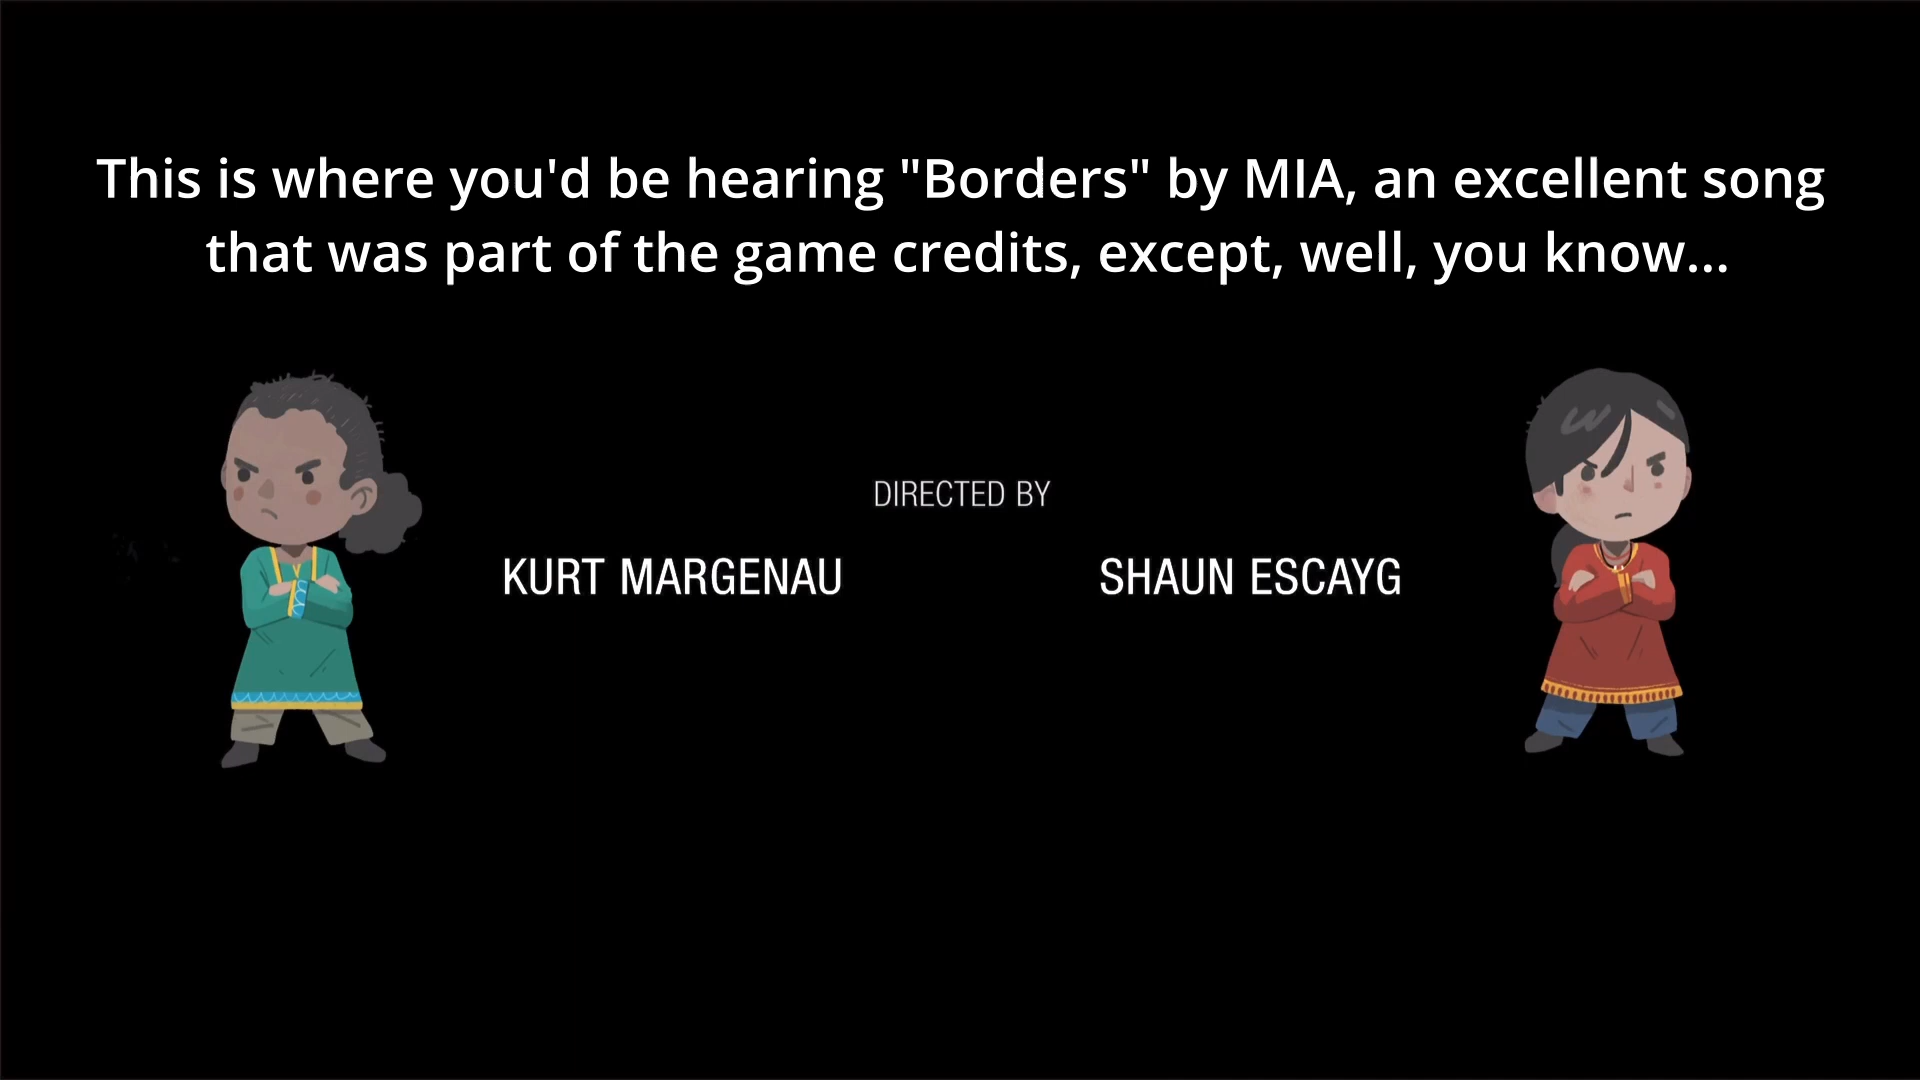 This is where you'd be hearing "Borders" by MIA, an excellent song
that was part of the game credits, except, well, you know...
DIRECTED BY
KURT MARGENAU SHAUN ESCAYG